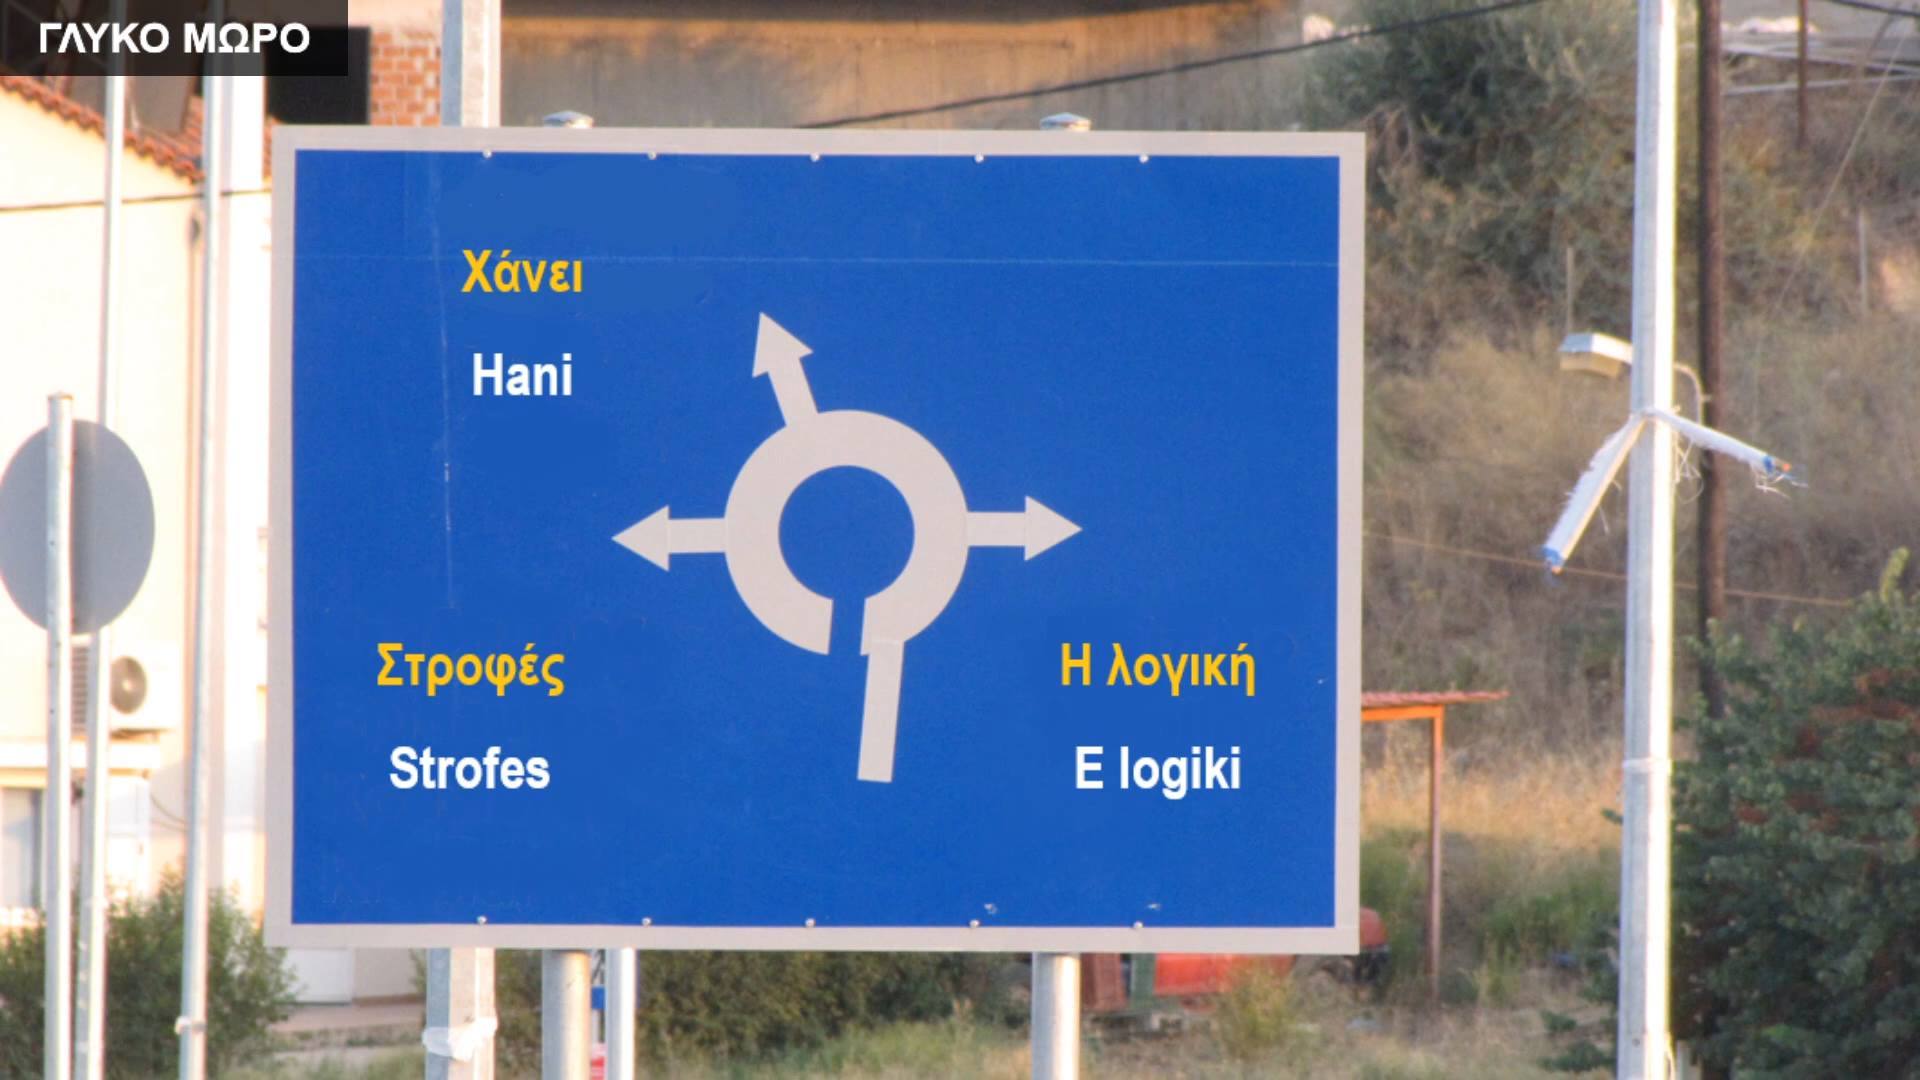 ΓΛΥΚΟ ΜΩΡΟ
Χάνει
Hani
Στροφές
Strofes
Η λογική
E logiki